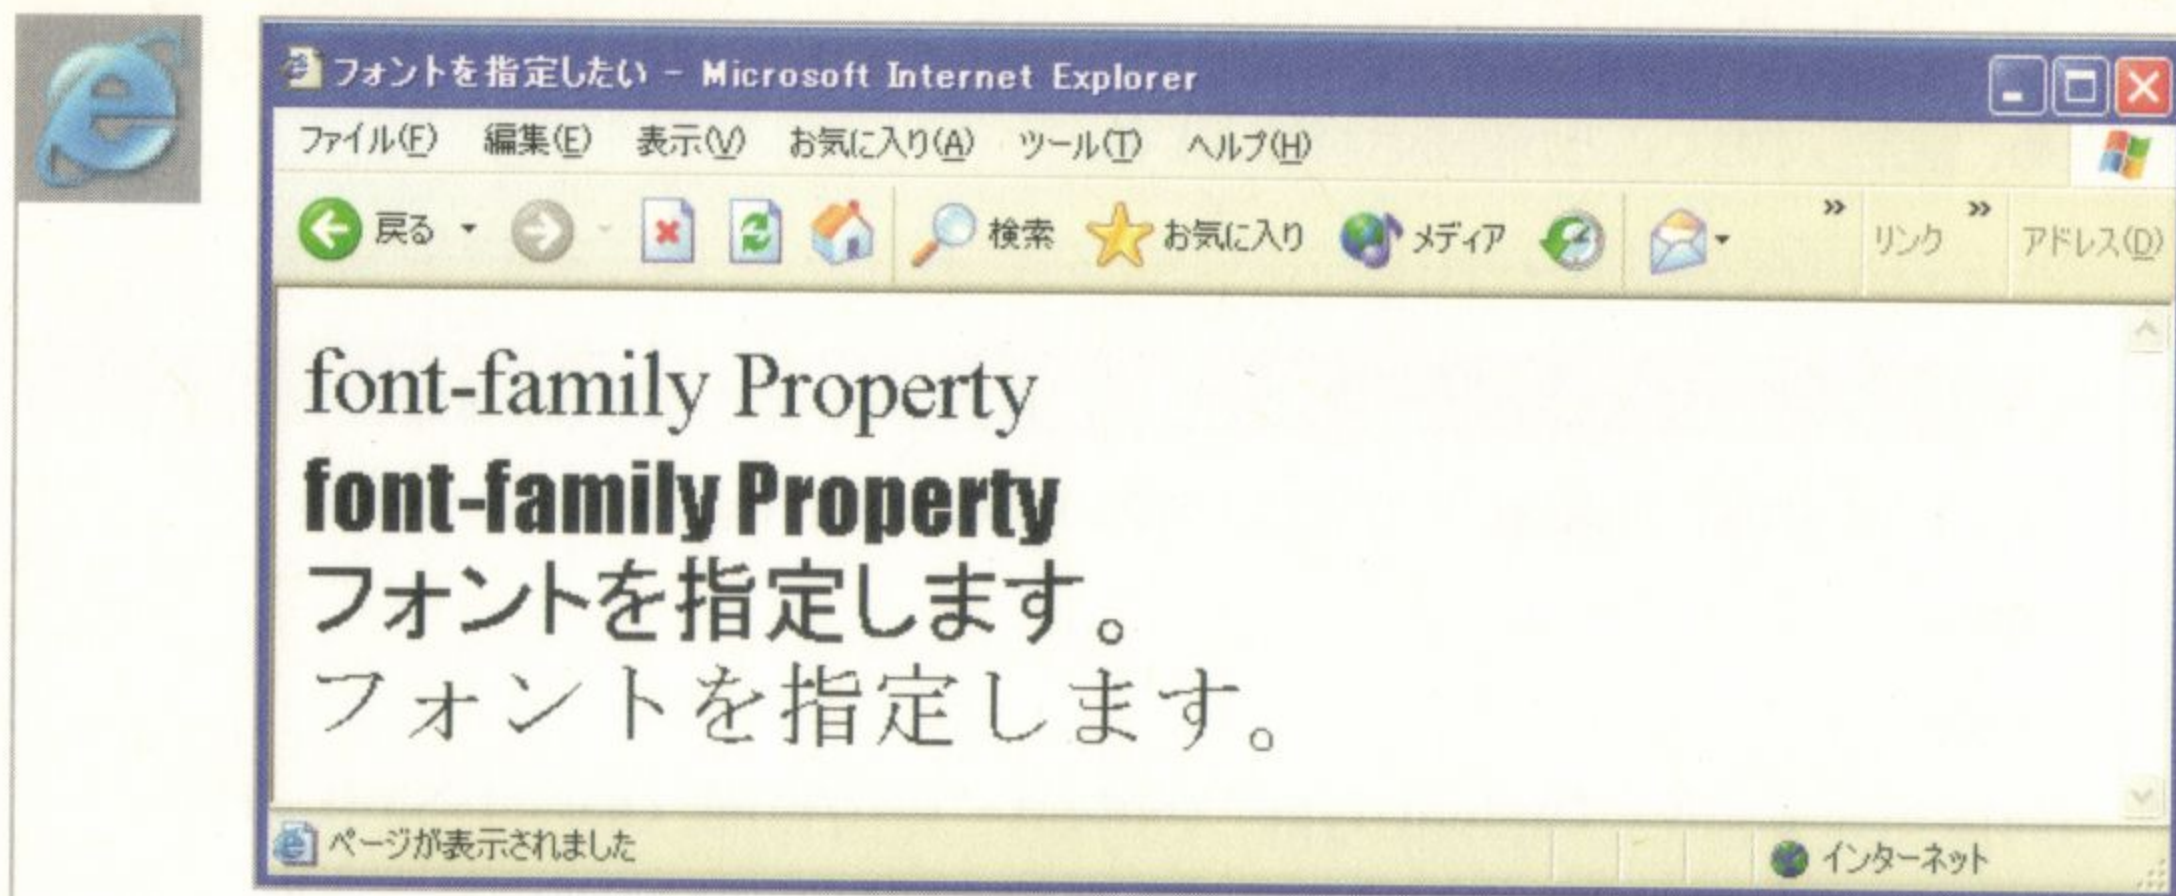 フォントを指定したい - Microsoft Internet Explorer
ファイル(F) 編集(E) 表示(V) お気に入り(A) ツール(T) ヘルプ(H)
戻る 検索 お気に入り メディア » リンク » アドレス(D)
font-family Property
font-family Property
フォントを指定します。
フォントを指定します。
ページが表示されました インターネット